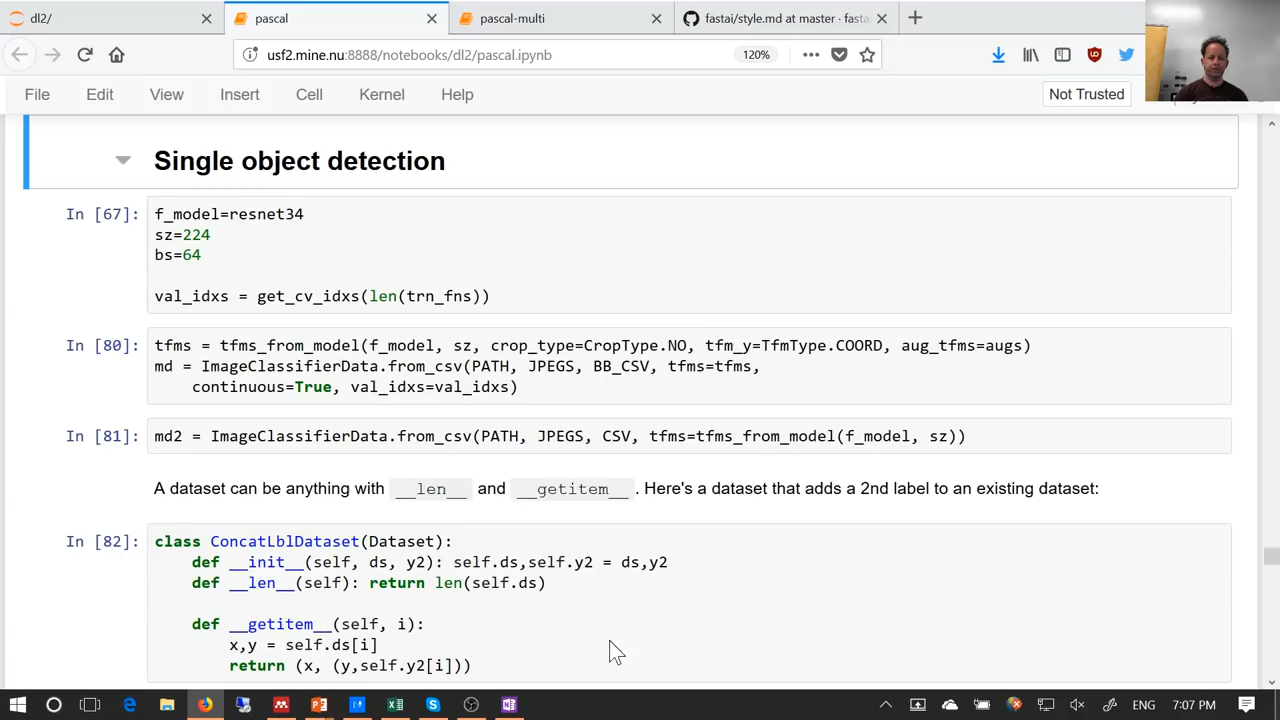 dl2/
pascal
pascal-multi
fastai/style.md at master · fasta
usf2.mine.nu:8888/notebooks/dl2/pascal.ipynb
120%
File Edit View Insert Cell Kernel Help
Not Trusted
Single object detection
In [67]:
f_model=resnet34
sz=224
bs=64
val_idxs = get_cv_idxs(len(trn_fns))
In [80]:
tfms = tfms_from_model(f_model, sz, crop_type=CropType.NO, tfm_y=TfmType.COORD, aug_tfms=augs)
md = ImageClassifierData.from_csv(PATH, JPEGS, BB_CSV, tfms=tfms,
continuous=True, val_idxs=val_idxs)
In [81]:
md2 = ImageClassifierData.from_csv(PATH, JPEGS, CSV, tfms=tfms_from_model(f_model, sz))
A dataset can be anything with __len__ and __getitem__. Here's a dataset that adds a 2nd label to an existing dataset:
In [82]:
class ConcatLblDataset(Dataset):
def __init__(self, ds, y2): self.ds,self.y2 = ds,y2
def __len__(self): return len(self.ds)
def __getitem__(self, i):
x,y = self.ds[i]
return (x, (y,self.y2[i]))
ENG
7:07 PM